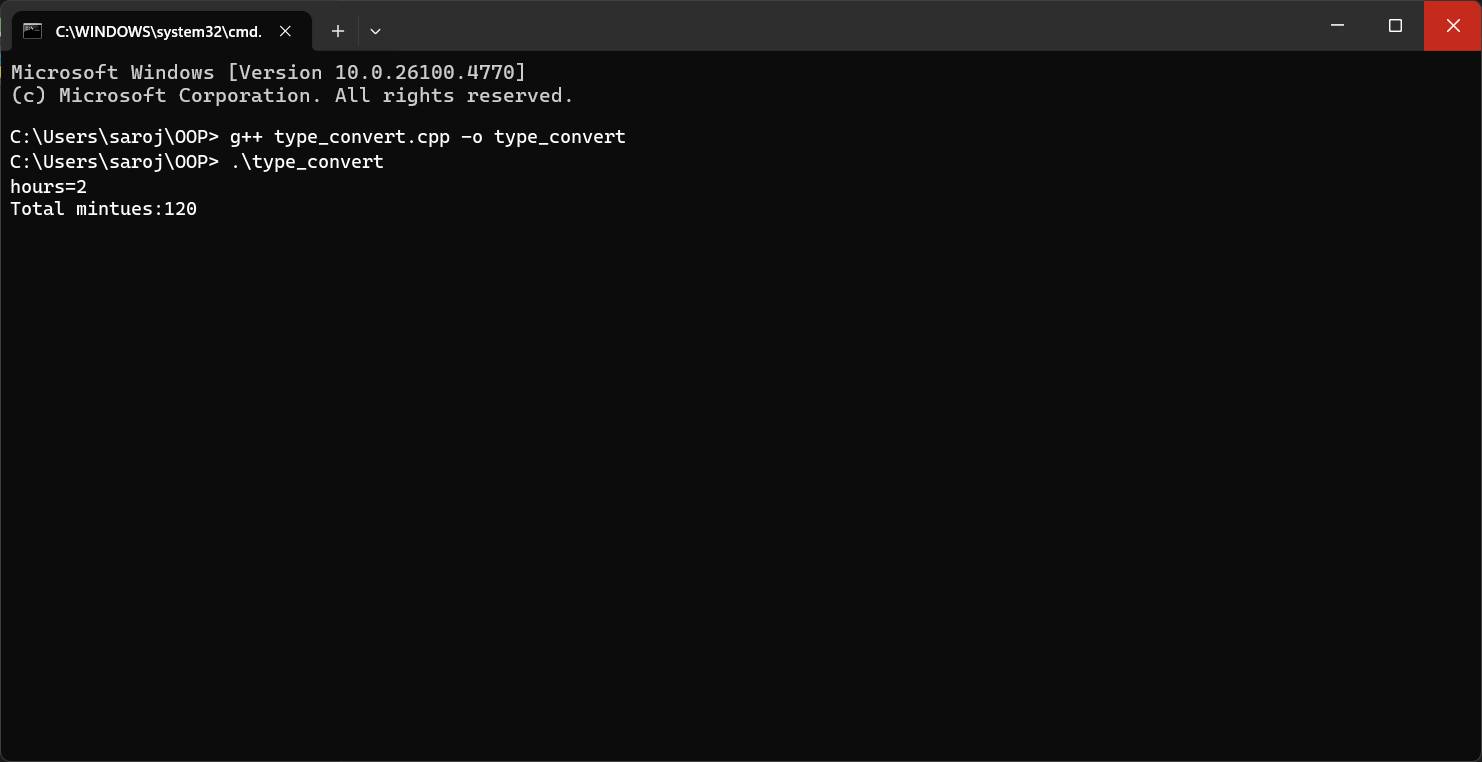 C:\WINDOWS\system32\cmd.
Microsoft Windows [Version 10.0.26100.4770]
(c) Microsoft Corporation. All rights reserved.
C:\Users\saroj\OOP> g++ type_convert.cpp -o type_convert
C:\Users\saroj\OOP> .\type_convert
hours=2
Total mintues:120